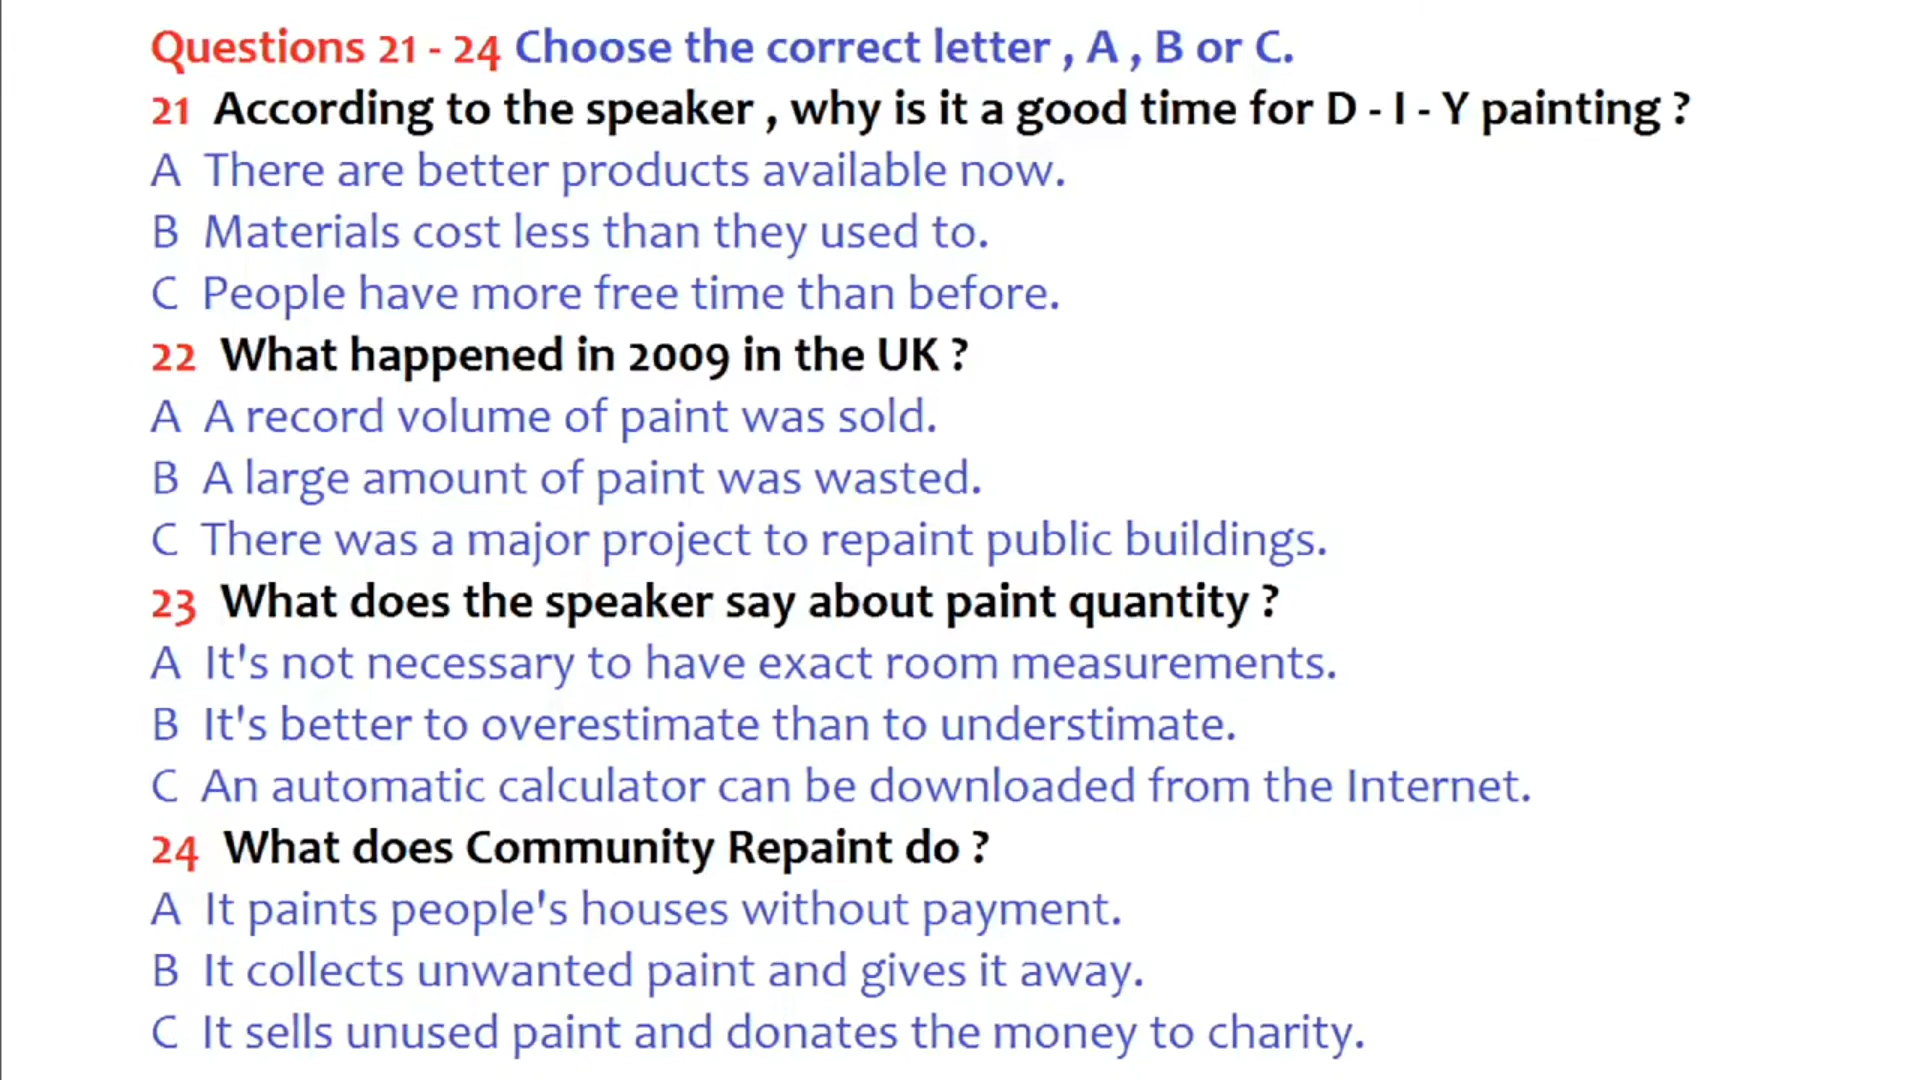 Questions 21 - 24 Choose the correct letter , A , B or C.
21 According to the speaker , why is it a good time for D - I - Y painting ?
A There are better products available now.
B Materials cost less than they used to.
C People have more free time than before.
22 What happened in 2009 in the UK ?
A A record volume of paint was sold.
B A large amount of paint was wasted.
C There was a major project to repaint public buildings.
23 What does the speaker say about paint quantity ?
A It's not necessary to have exact room measurements.
B It's better to overestimate than to understimate.
C An automatic calculator can be downloaded from the Internet.
24 What does Community Repaint do ?
A It paints people's houses without payment.
B It collects unwanted paint and gives it away.
C It sells unused paint and donates the money to charity.